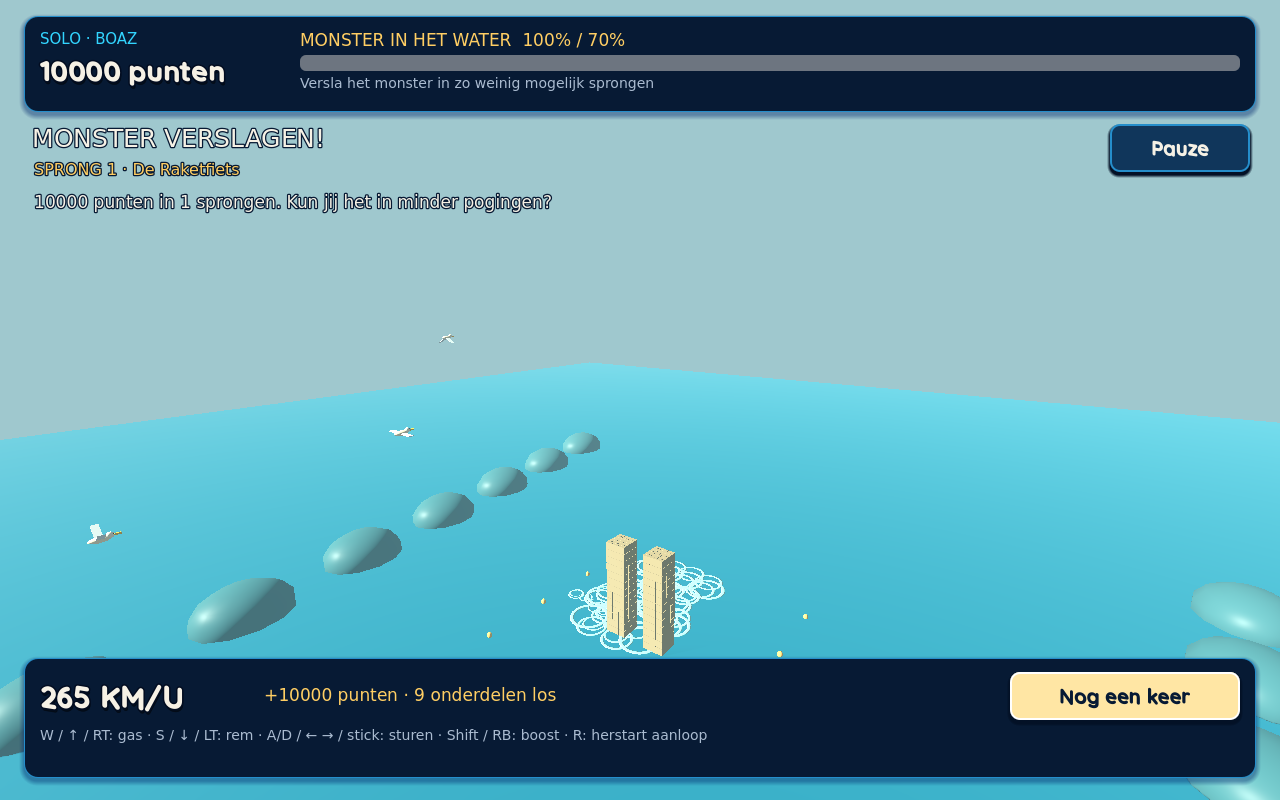 SOLO · BOAZ
10000 punten
MONSTER IN HET WATER 100% / 70%
Versla het monster in zo weinig mogelijk sprongen
MONSTER VERSLAGEN!
SPRONG 1 · De Raketfiets
10000 punten in 1 sprongen. Kun jij het in minder pogingen?
Pauze
265 KM/U
+10000 punten · 9 onderdelen los
Nog een keer
W / ↑ / RT: gas · S / ↓ / LT: rem · A/D / ← → / stick: sturen · Shift / RB: boost · R: herstart aanloop